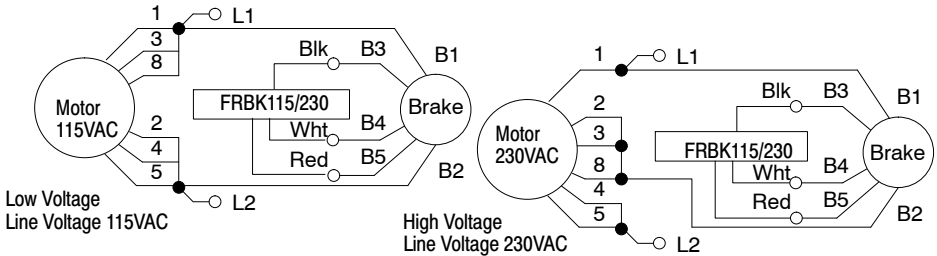 1 L1
3
8
Blk B3 B1
Motor
115VAC
FRBK115/230
Brake
2
4
5
Wht B4
Red B5
B2
L2
Low Voltage
Line Voltage 115VAC
1 L1
Blk B3 B1
2
3
8
4
5
Motor
230VAC
FRBK115/230
Brake
Wht B4
Red B5
B2
L2
High Voltage
Line Voltage 230VAC